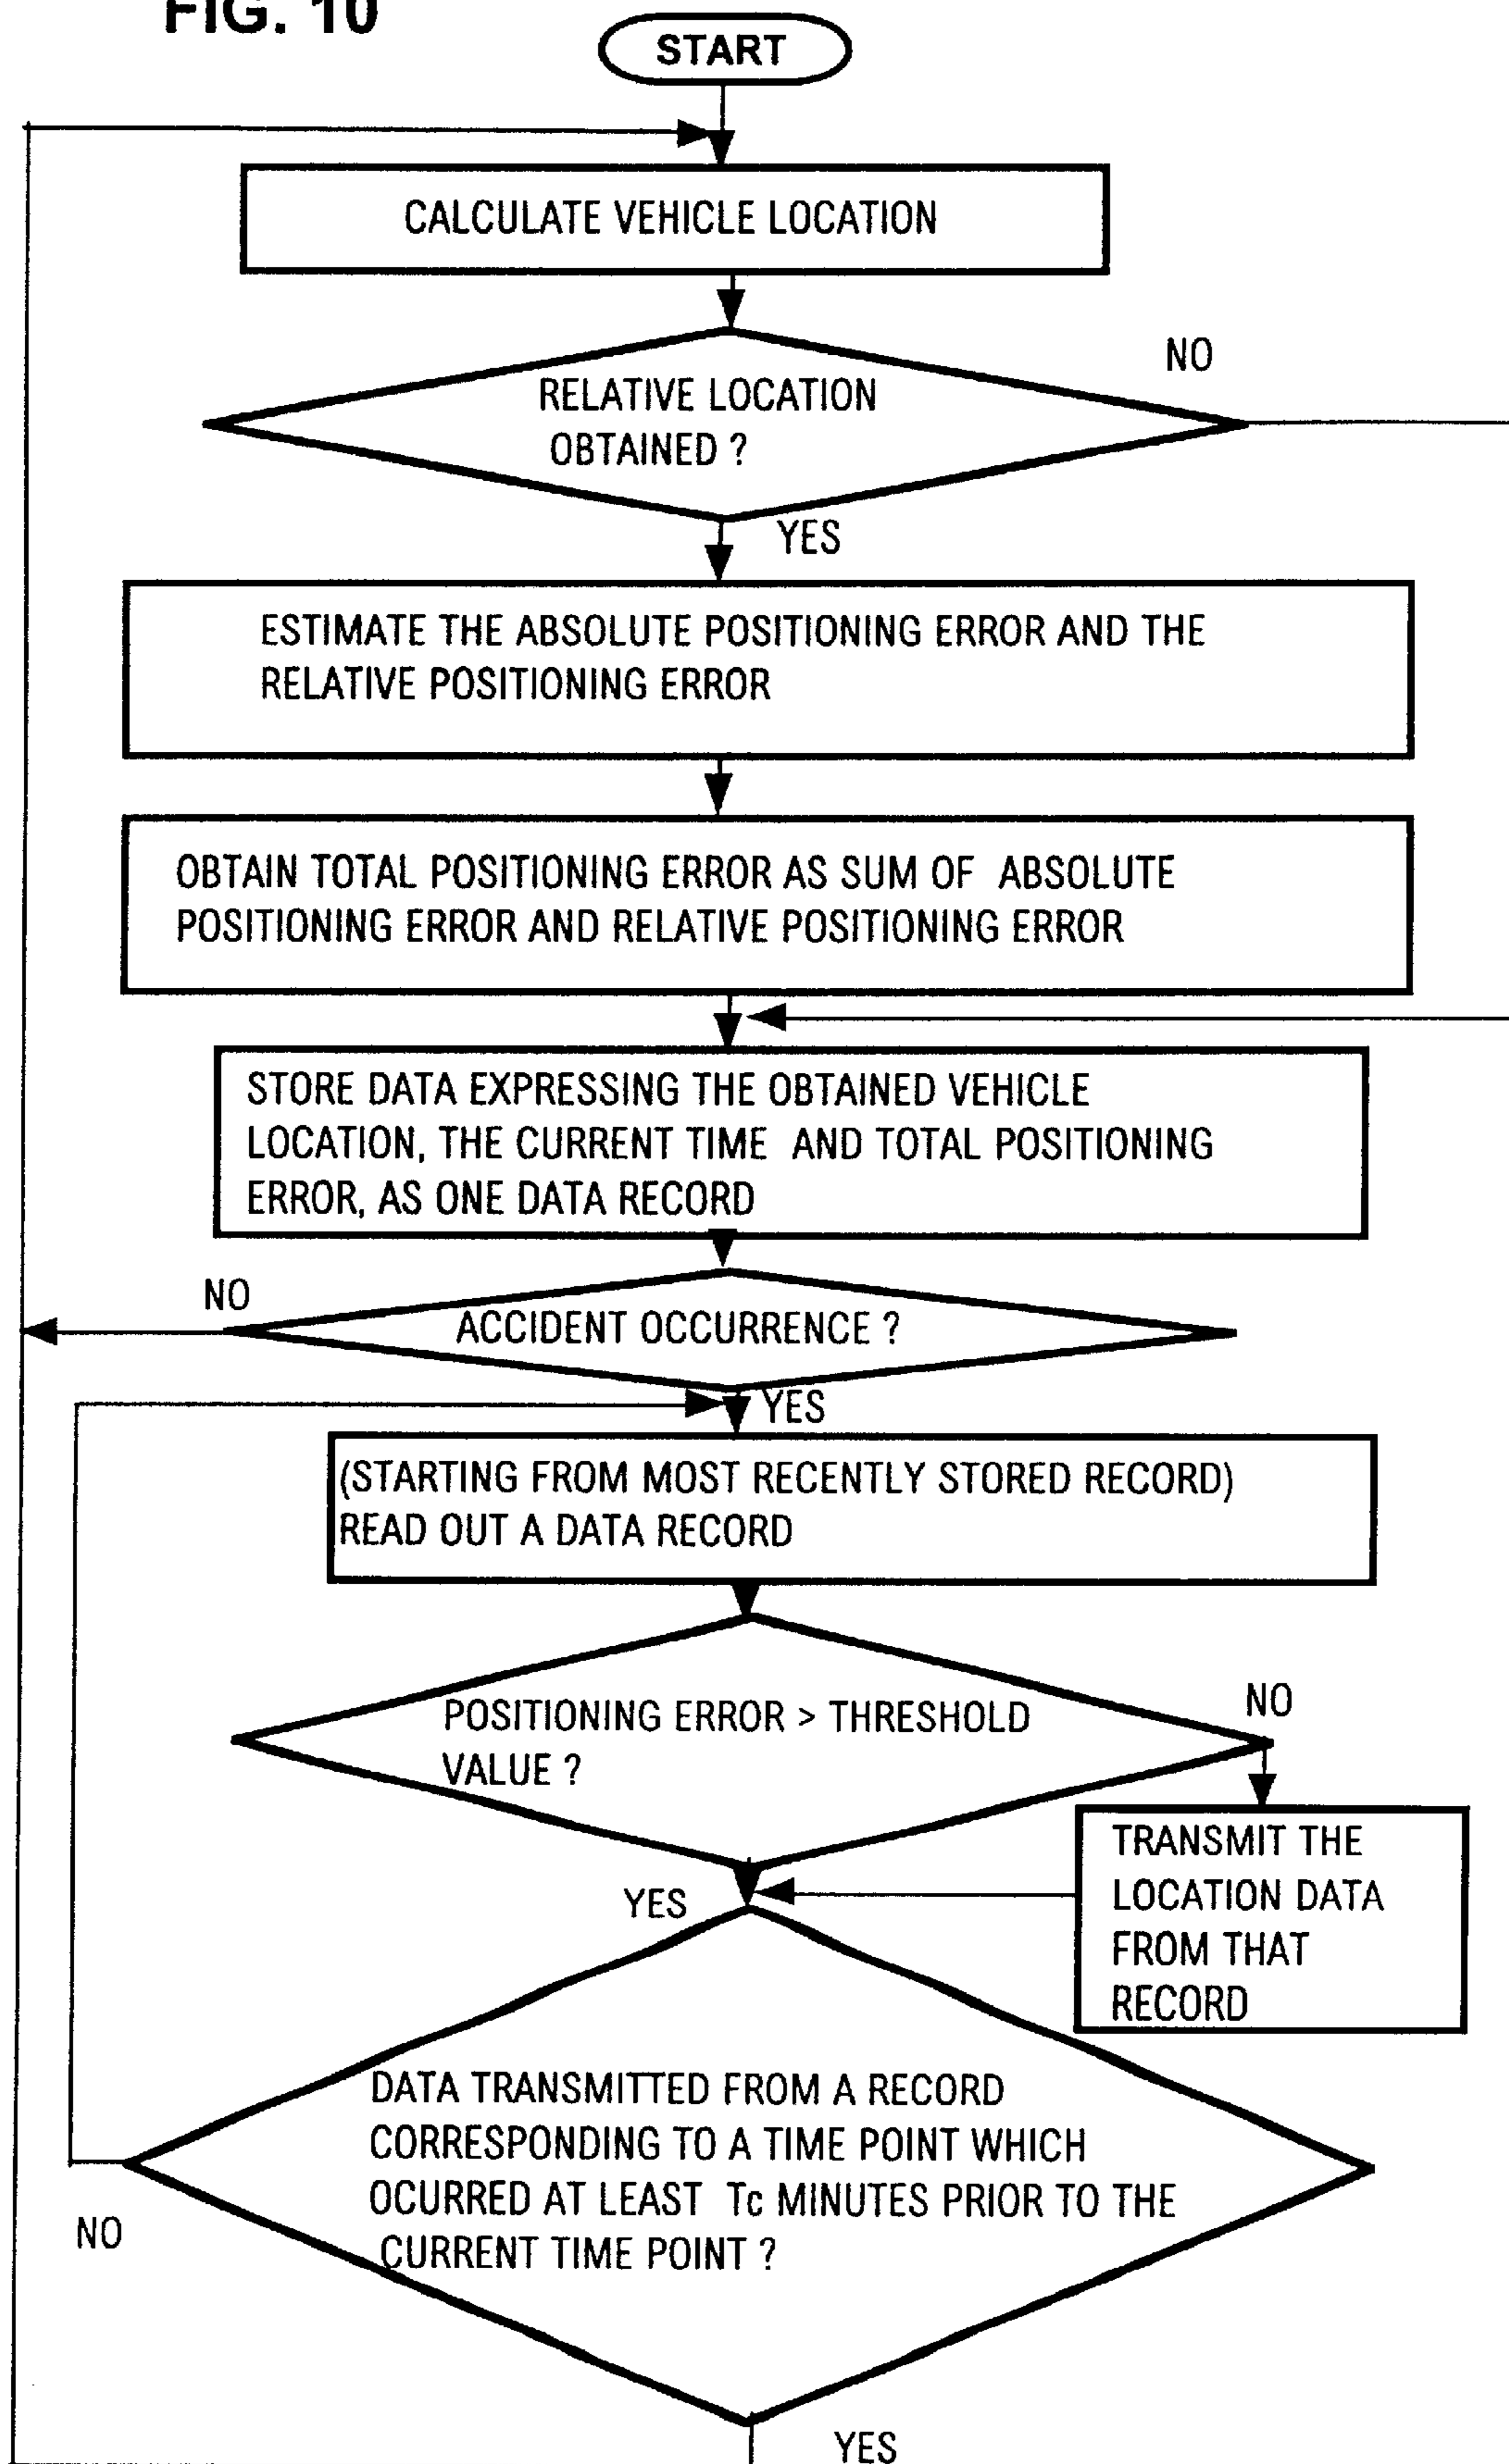 FIG. 10
START
CALCULATE VEHICLE LOCATION
NO
RELATIVE LOCATION
OBTAINED ?
YES
ESTIMATE THE ABSOLUTE POSITIONING ERROR AND THE
RELATIVE POSITIONING ERROR
OBTAIN TOTAL POSITIONING ERROR AS SUM OF ABSOLUTE
POSITIONING ERROR AND RELATIVE POSITIONING ERROR
STORE DATA EXPRESSING THE OBTAINED VEHICLE
LOCATION, THE CURRENT TIME AND TOTAL POSITIONING
ERROR, AS ONE DATA RECORD
NO
ACCIDENT OCCURRENCE ?
YES
(STARTING FROM MOST RECENTLY STORED RECORD)
READ OUT A DATA RECORD
NO
POSITIONING ERROR > THRESHOLD
VALUE ?
TRANSMIT THE
LOCATION DATA
FROM THAT
RECORD
YES
DATA TRANSMITTED FROM A RECORD
CORRESPONDING TO A TIME POINT WHICH
OCURRED AT LEAST Tc MINUTES PRIOR TO THE
CURRENT TIME POINT ?
NO
YES